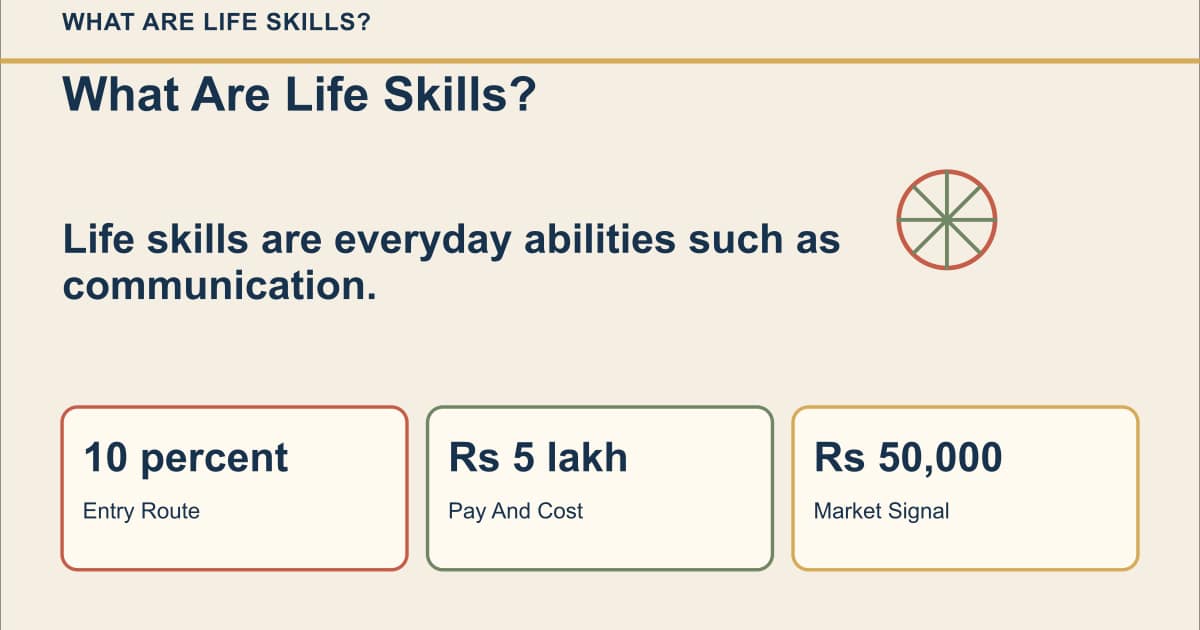 WHAT ARE LIFE SKILLS?
What Are Life Skills?
Life skills are everyday abilities such as
communication.
10 percent
Entry Route
Rs 5 lakh
Pay And Cost
Rs 50,000
Market Signal